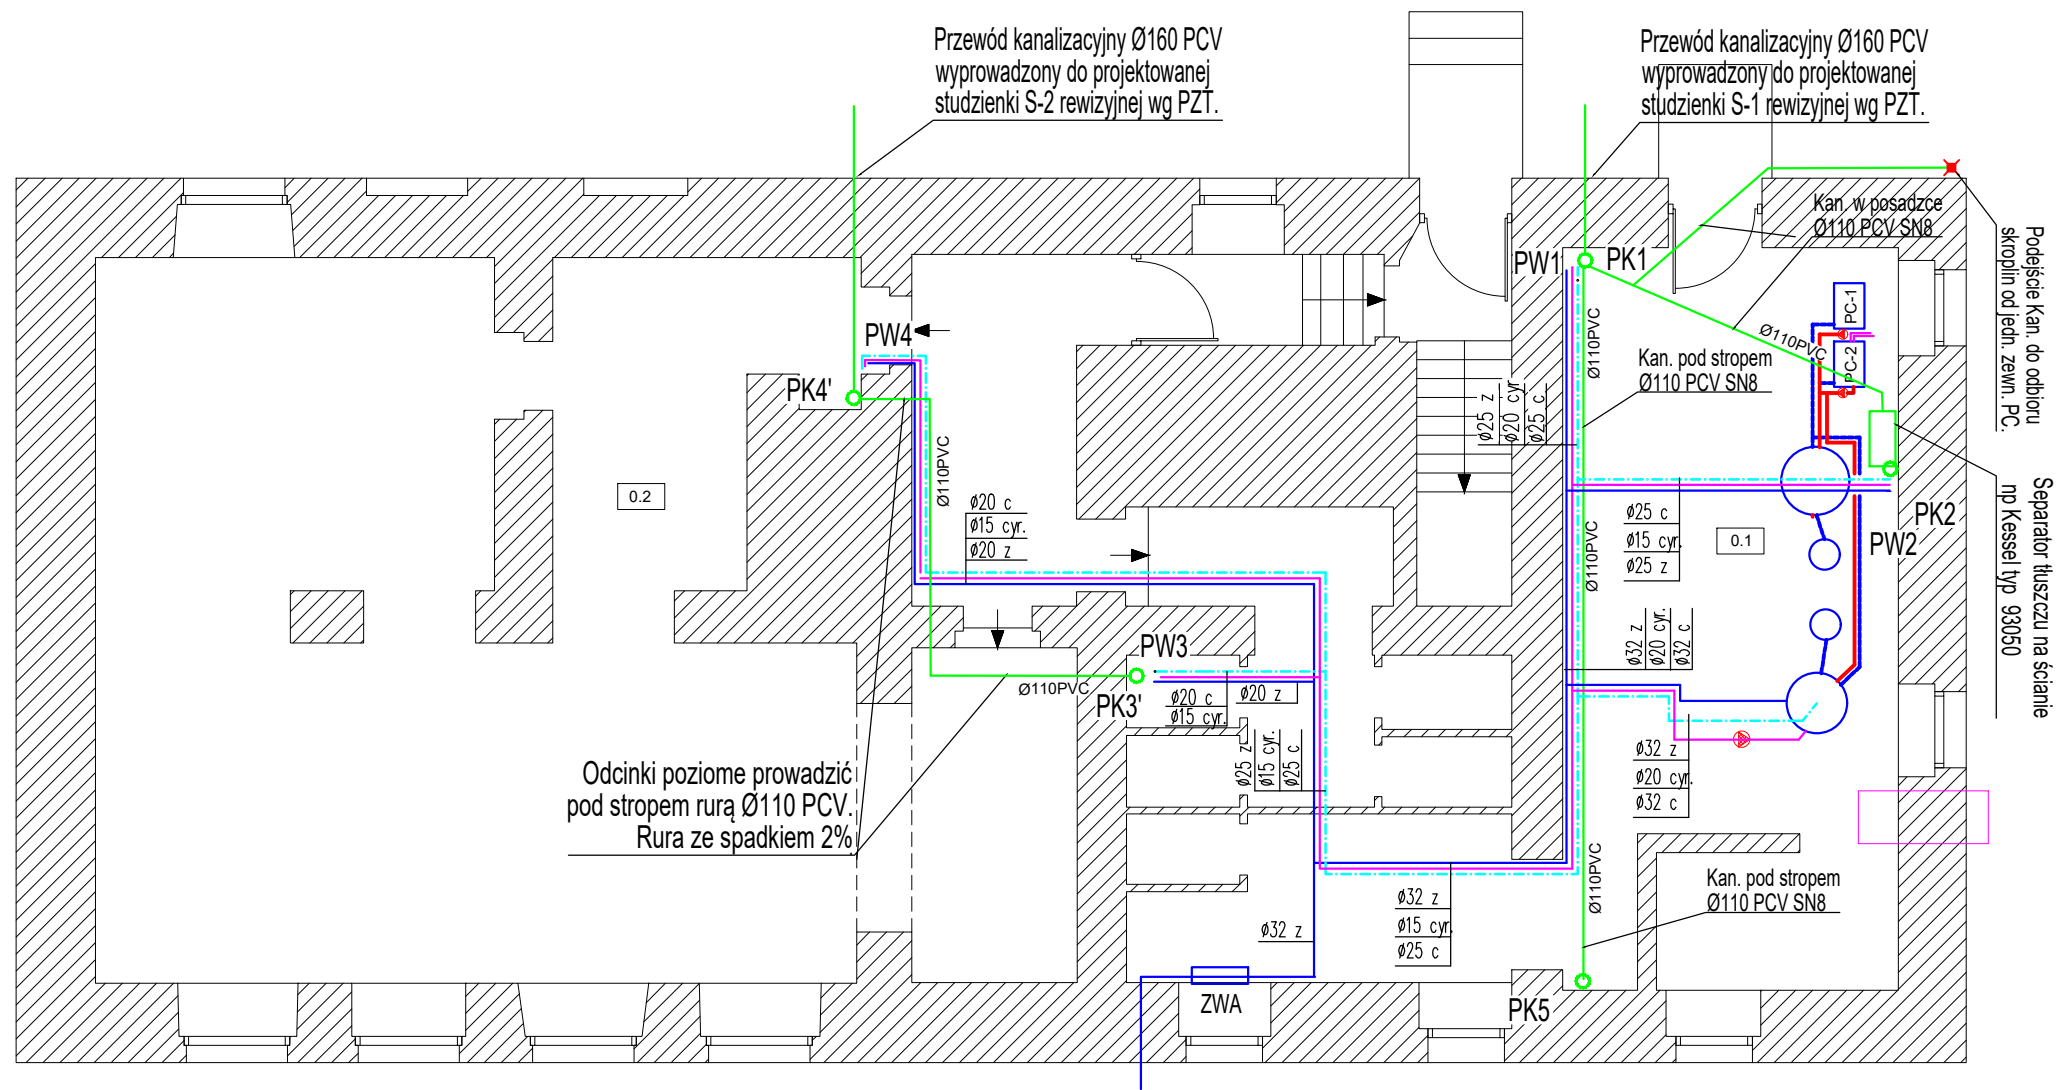 Przewód kanalizacyjny Ø160 PCV
wyprowadzony do projektowanej
studzienki S-2 rewizyjnej wg PZT.
Przewód kanalizacyjny Ø160 PCV
wyprowadzony do projektowanej
studzienki S-1 rewizyjnej wg PZT.
Kan. w posadzce
Ø110 PCV SN8
Podejście Kan. do odbioru
skroplin od jedn. zewn. PC.
PW1
PK1
PC-1
PC-2
Ø110PVC
Ø110PVC
Kan. pod stropem
Ø110 PCV SN8
PW4
PK4'
Ø110PVC
ø25 z
ø20 cyr.
ø25 c
0.2
ø20 c
ø15 cyr.
ø20 z
Ø110PVC
ø25 c
ø15 cyr.
ø25 z
0.1
PK2
PW2
Separator tłuszczu na ścianie
np Kessel typ 93050
ø32 z
ø20 cyr.
ø32 c
PW3
PK3'
Ø110PVC
ø20 c
ø15 cyr.
ø20 z
ø25 z
ø15 cyr.
ø25 c
ø32 z
ø20 cyr.
ø32 c
Odcinki poziome prowadzić
pod stropem rurą Ø110 PCV.
Rura ze spadkiem 2%
Ø110PVC
Kan. pod stropem
Ø110 PCV SN8
ø32 z
ø15 cyr.
ø25 c
ø32 z
ZWA
PK5